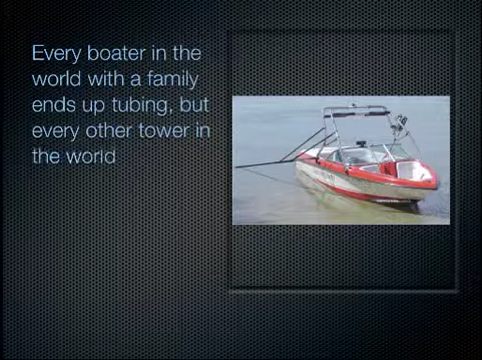 Every boater in the
world with a family
ends up tubing, but
every other tower in
the world